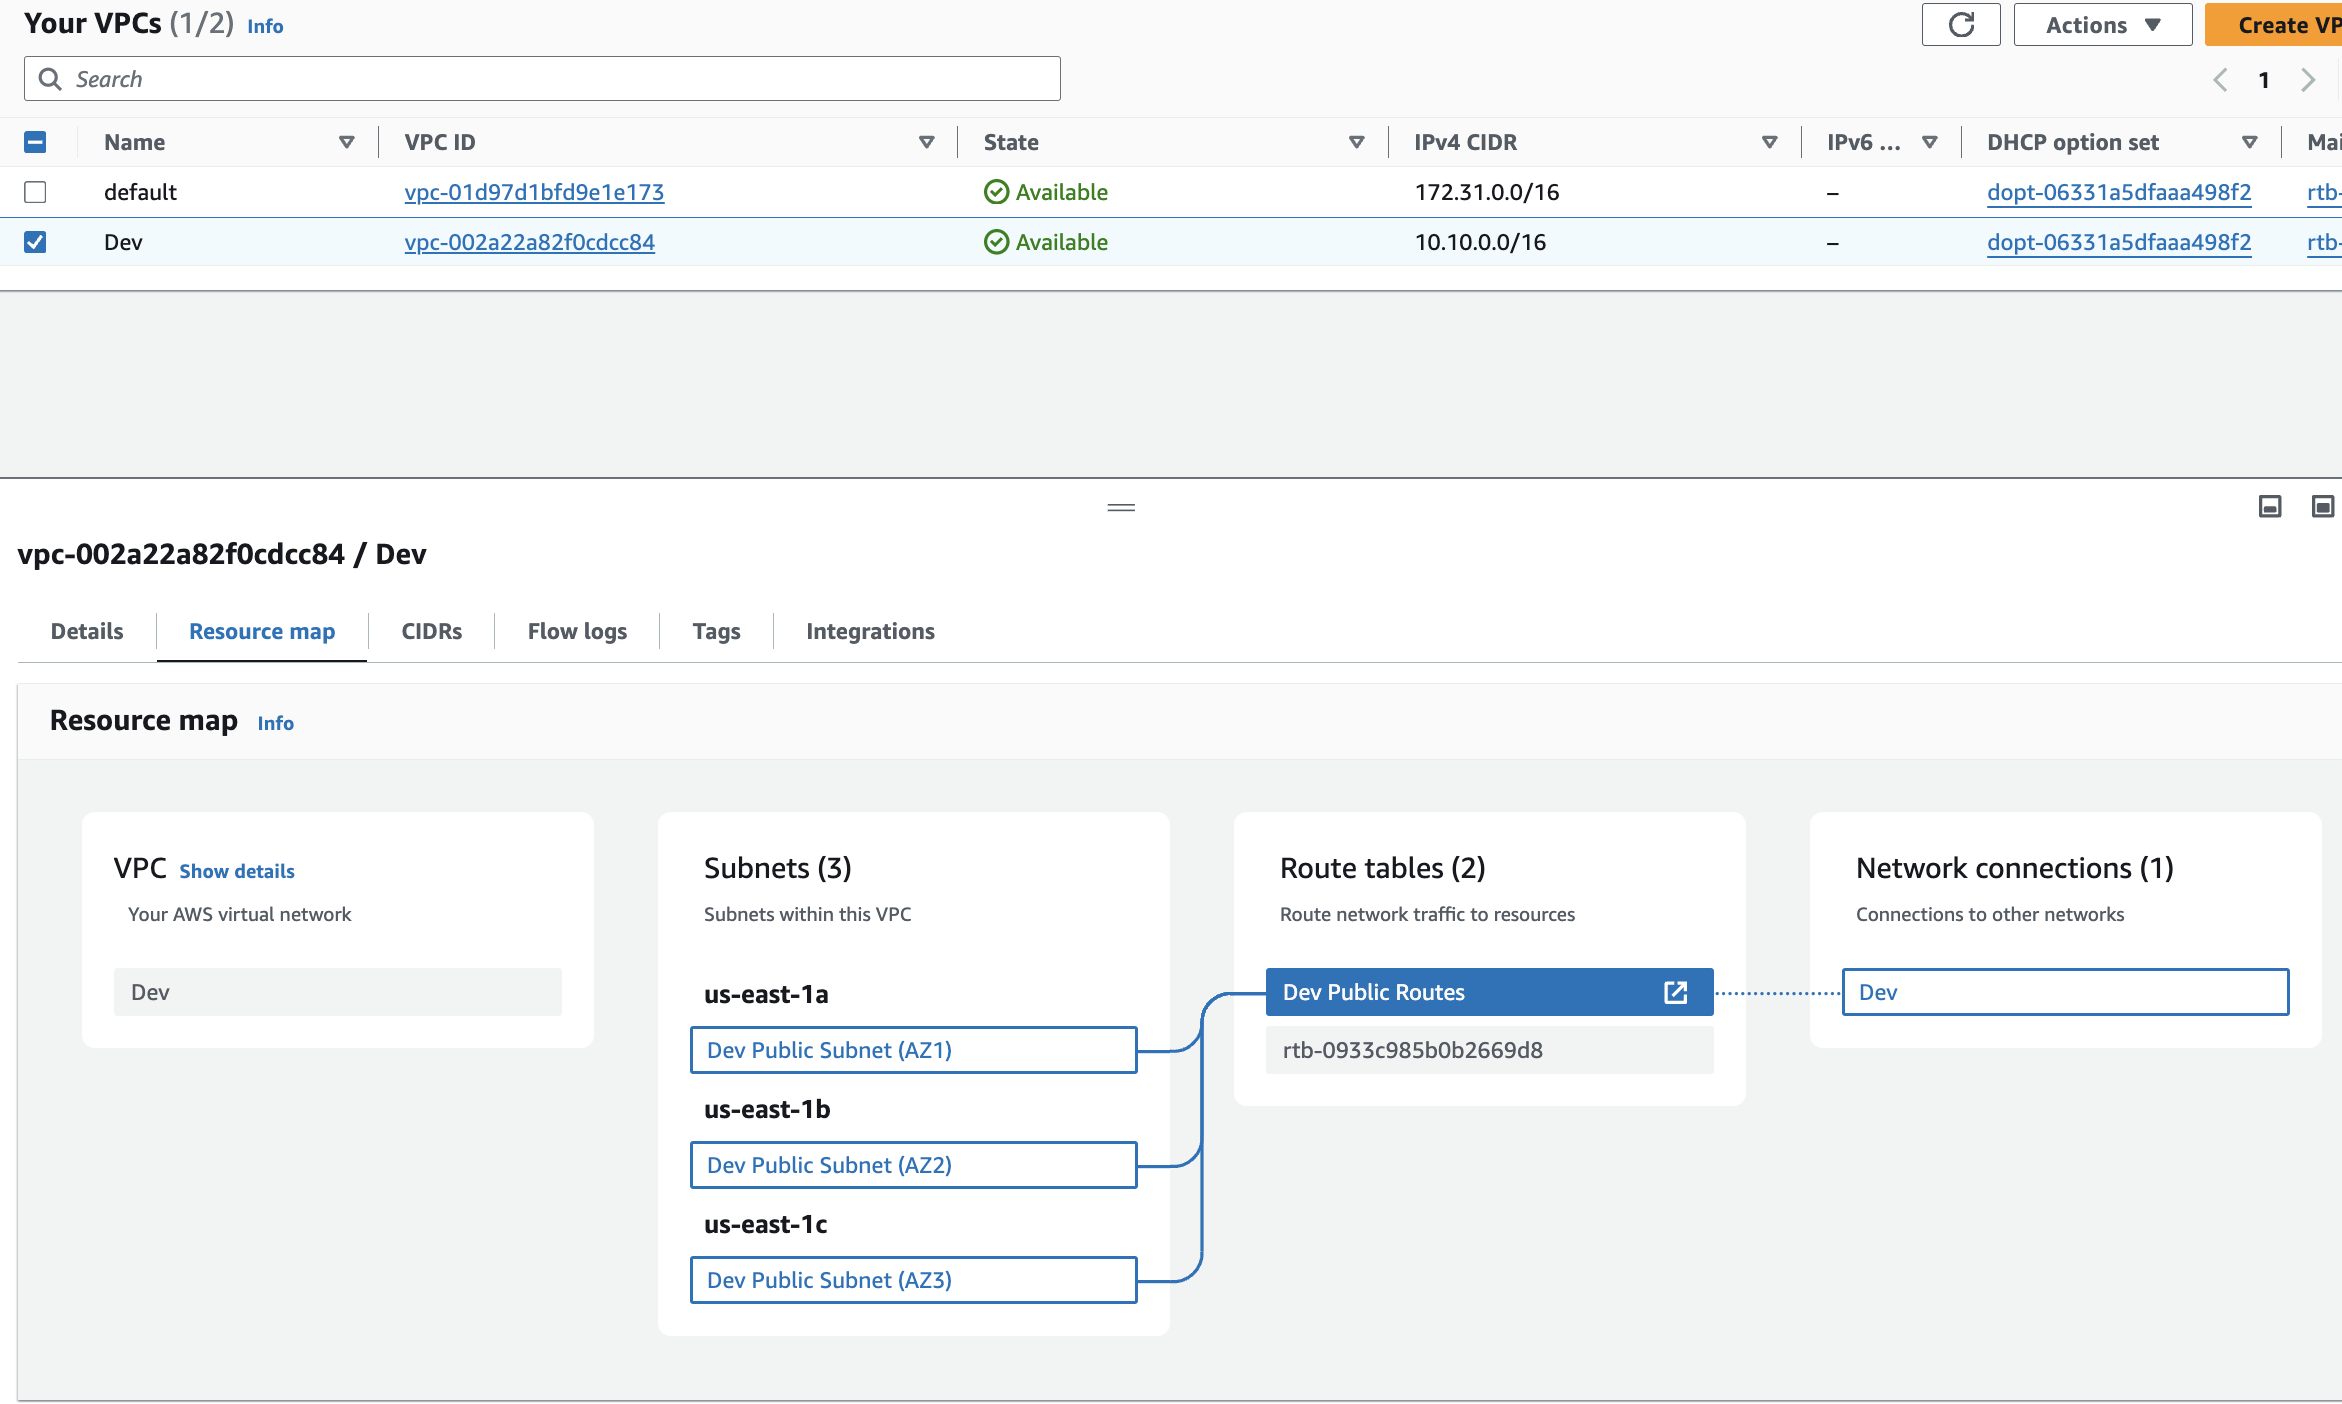 Your VPCs (1/2) Info
Actions
Create VP
Search
1
Name
VPC ID
State
IPv4 CIDR
IPv6 ...
DHCP option set
Mai
default
vpc-01d97d1bfd9e1e173
Available
172.31.0.0/16
–
dopt-06331a5dfaaa498f2
rtb-
Dev
vpc-002a22a82f0cdcc84
Available
10.10.0.0/16
–
dopt-06331a5dfaaa498f2
rtb-
vpc-002a22a82f0cdcc84 / Dev
Details
Resource map
CIDRs
Flow logs
Tags
Integrations
Resource map Info
VPC Show details
Your AWS virtual network
Dev
Subnets (3)
Subnets within this VPC
us-east-1a
Dev Public Subnet (AZ1)
us-east-1b
Dev Public Subnet (AZ2)
us-east-1c
Dev Public Subnet (AZ3)
Route tables (2)
Route network traffic to resources
Dev Public Routes
rtb-0933c985b0b2669d8
Network connections (1)
Connections to other networks
Dev